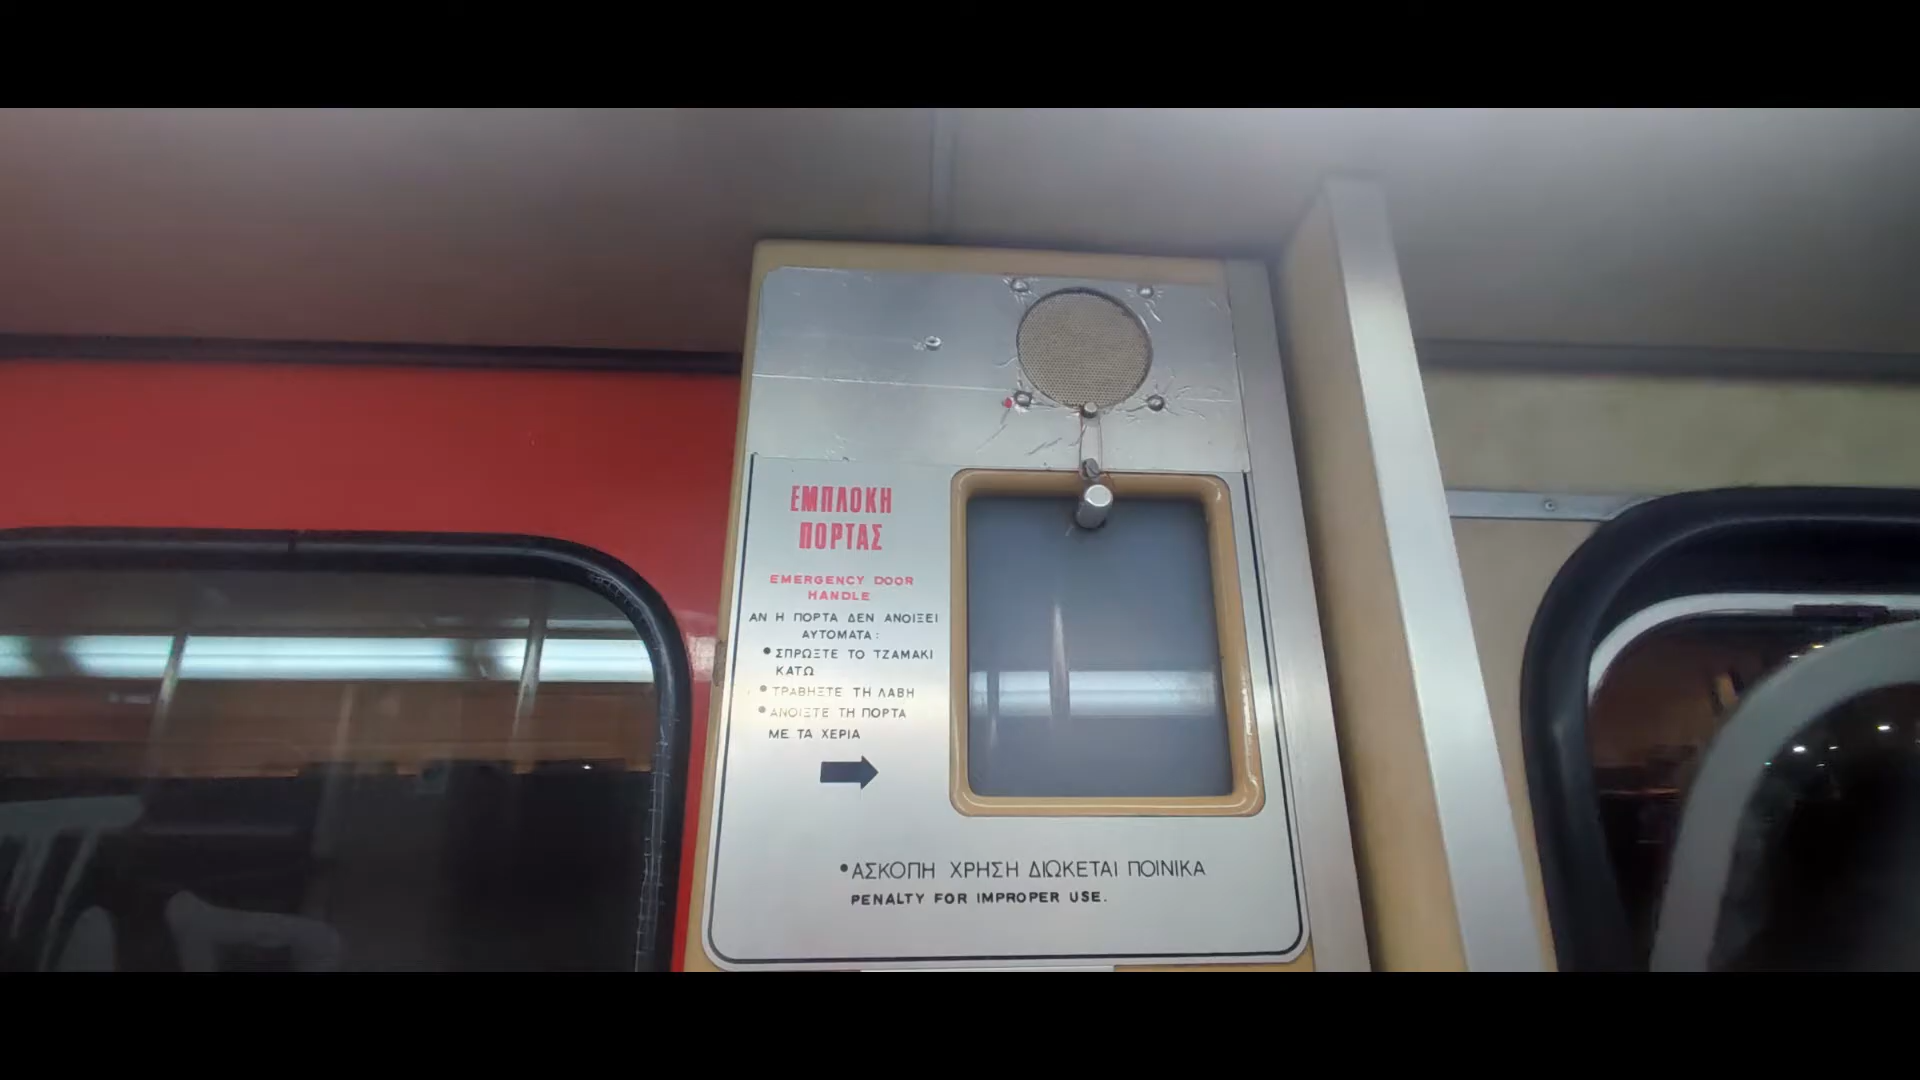 ΕΜΠΛΟΚΗ
ΠΟΡΤΑΣ
EMERGENCY DOOR
HANDLE
ΑΝ Η ΠΟΡΤΑ ΔΕΝ ΑΝΟΙΞΕΙ
ΑΥΤΟΜΑΤΑ:
• ΣΠΡΩΞΤΕ ΤΟ ΤΖΑΜΑΚΙ
ΚΑΤΩ
• ΤΡΑΒΗΞΤΕ ΤΗ ΛΑΒΗ
• ΑΝΟΙΞΤΕ ΤΗ ΠΟΡΤΑ
ΜΕ ΤΑ ΧΕΡΙΑ
• ΑΣΚΟΠΗ ΧΡΗΣΗ ΔΙΩΚΕΤΑΙ ΠΟΙΝΙΚΑ
PENALTY FOR IMPROPER USE.